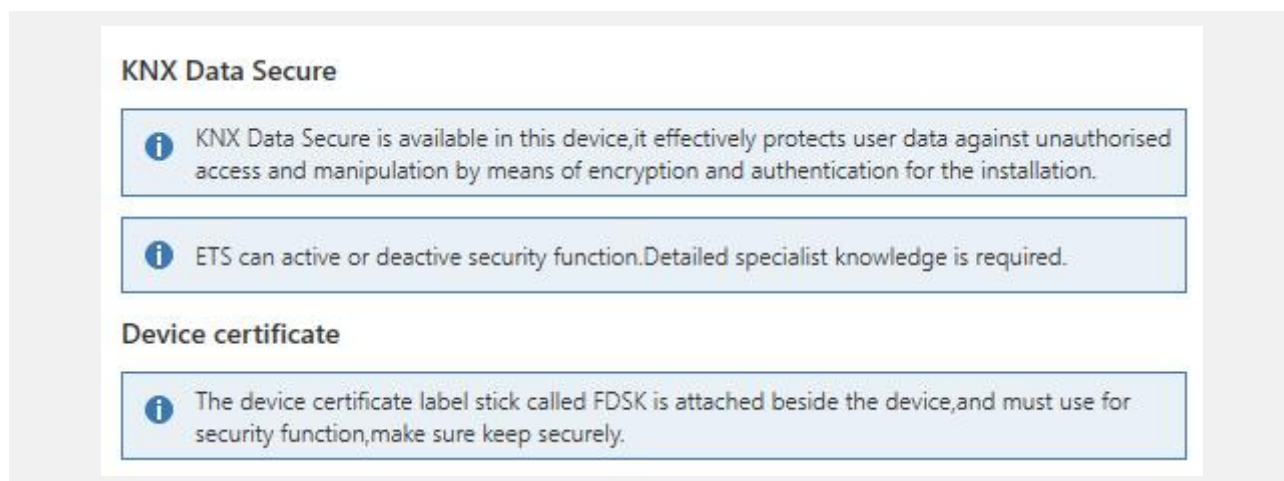 KNX Data Secure
KNX Data Secure is available in this device,it effectively protects user data against unauthorised
access and manipulation by means of encryption and authentication for the installation.
ETS can active or deactive security function.Detailed specialist knowledge is required.
Device certificate
The device certificate label stick called FDSK is attached beside the device,and must use for
security function,make sure keep securely.